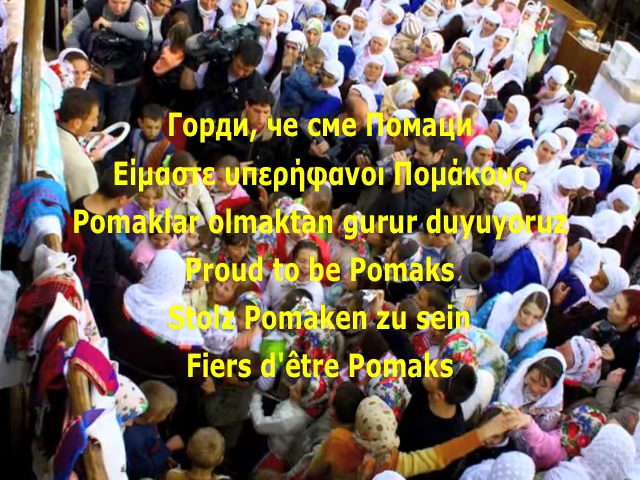 Горди, че сме Помаци
Είμαστε υπερήφανοι Πομάκους
Pomaklar olmaktan gurur duyuyoruz
Proud to be Pomaks
Stolz Pomaken zu sein
Fiers d'être Pomaks